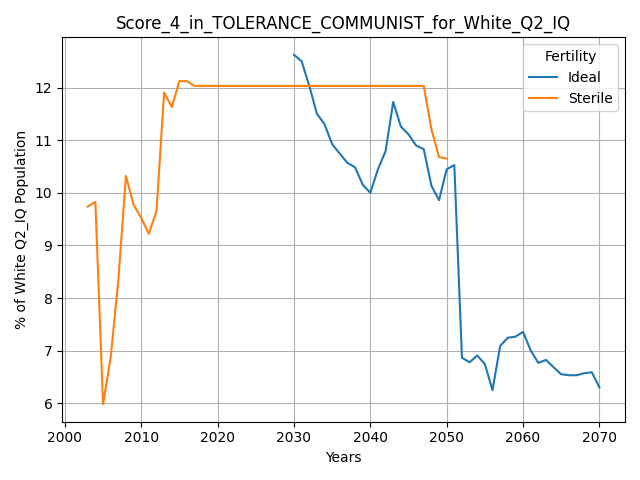 Score_4_in_TOLERANCE_COMMUNIST_for_White_Q2_IQ
Fertility
Ideal
Sterile
% of White Q2_IQ Population
12
11
10
9
8
7
6
2000 2010 2020 2030 2040 2050 2060 2070
Years